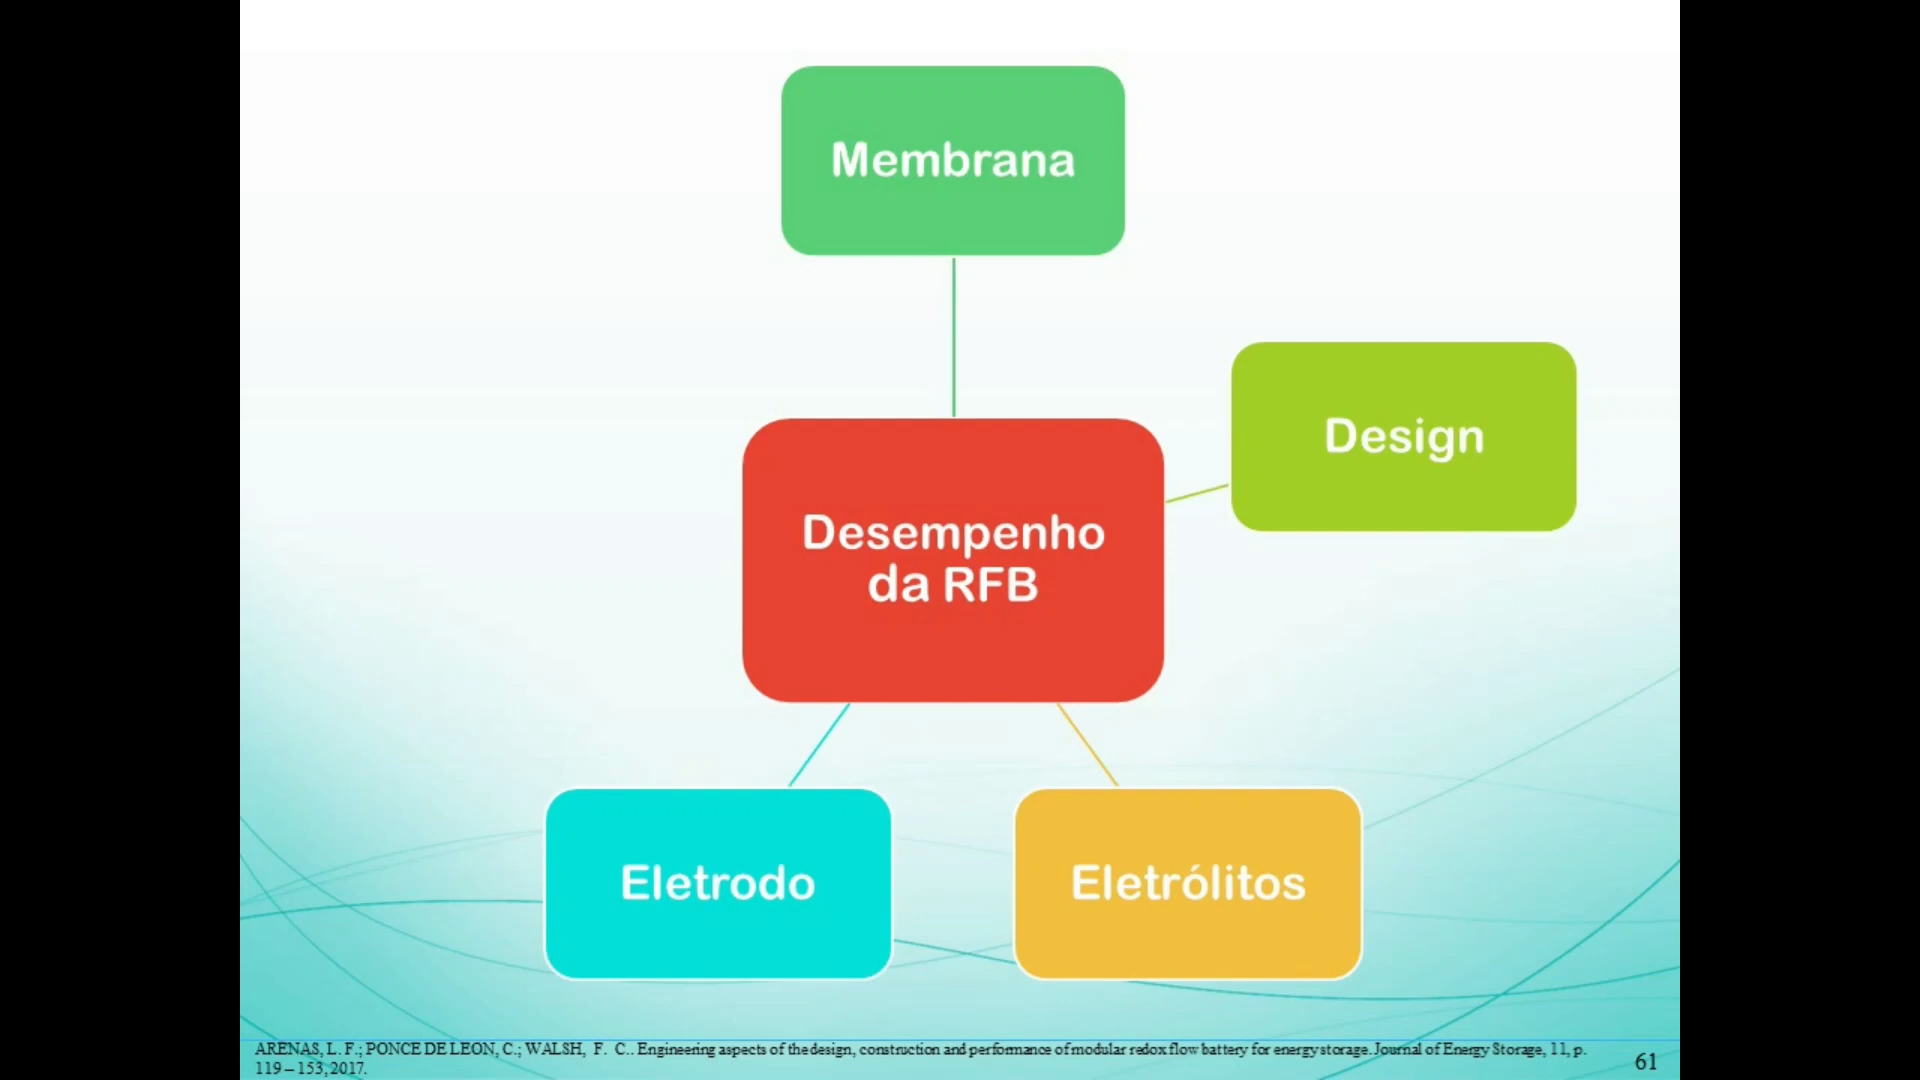 Membrana
Design
Desempenho
da RFB
Eletrodo
Eletrólitos
ARENAS, L. F.; PONCE DE LEON, C.; WALSH, F. C.. Engineering aspects of the design, construction and performance of modular redox flow battery for energy storage. Journal of Energy Storage, 11, p.
119 – 153, 2017.
61